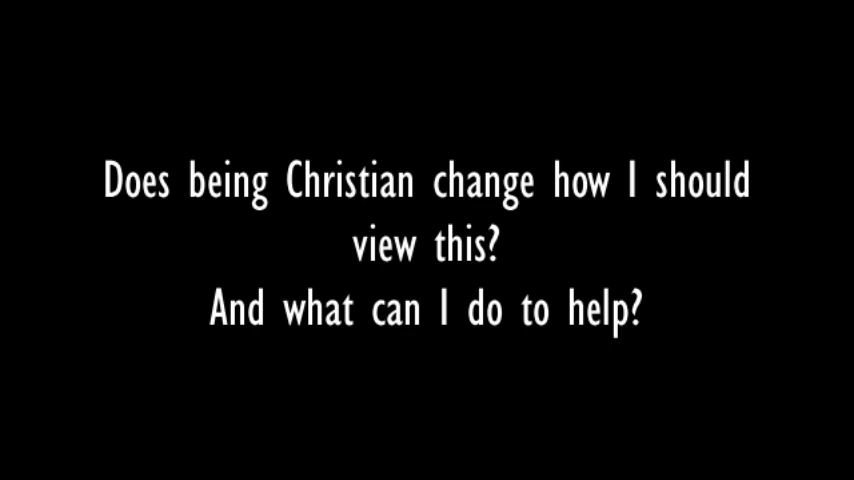 Does being Christian change how I should
view this?
And what can I do to help?